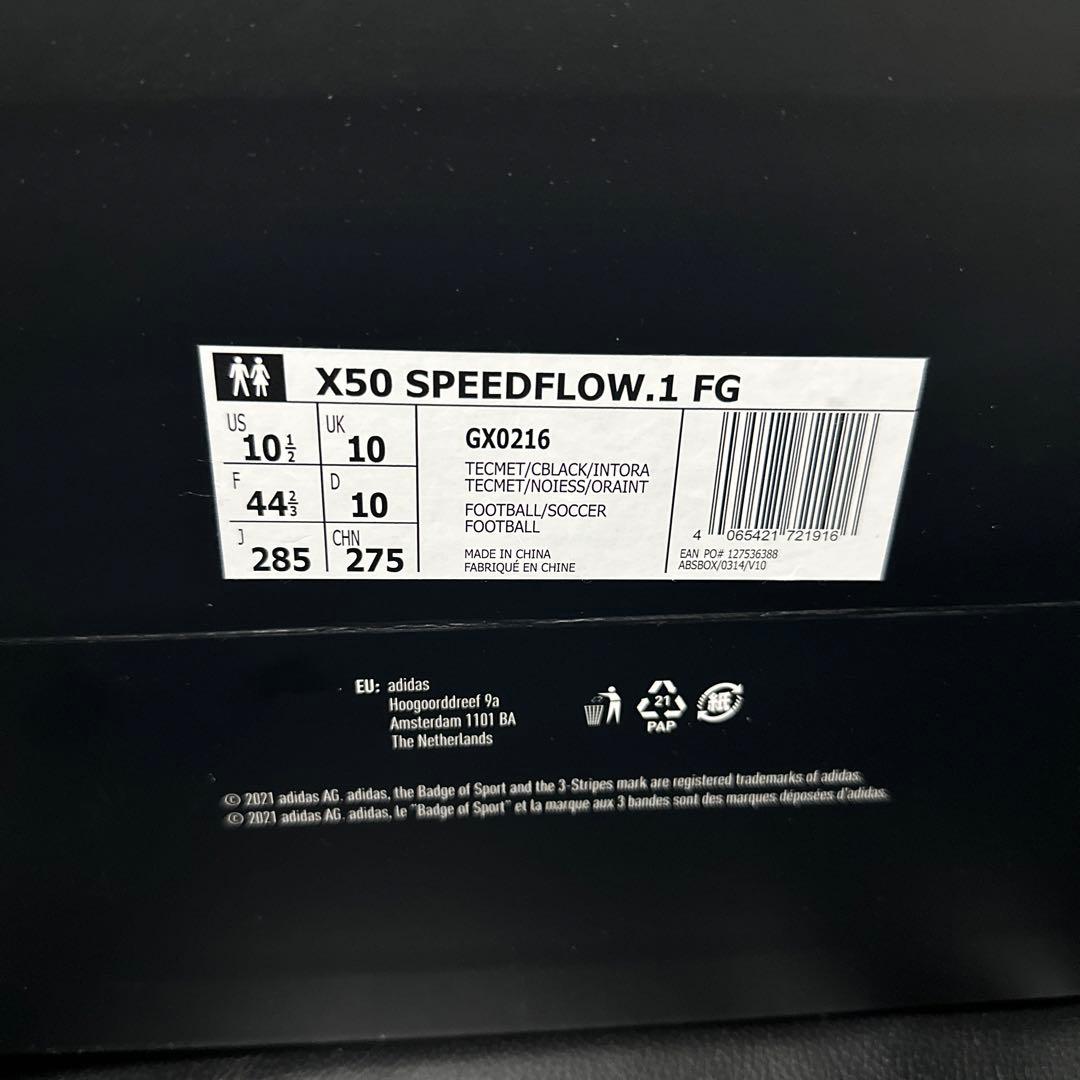 X50 SPEEDFLOW.1 FG
US 10 1/2
UK 10
F 44 2/3
D 10
J 285
CHN 275
GX0216
TECMET/CBLACK/INTORA
TECMET/NOIESS/ORAINT
FOOTBALL/SOCCER
FOOTBALL
MADE IN CHINA
FABRIQUÉ EN CHINE
4 065421 721916
EAN PO# 127536388
ABSBOX/0314/V10
EU: adidas
Hoogoorddreef 9a
Amsterdam 1101 BA
The Netherlands
21
PAP
紙
© 2021 adidas AG. adidas, the Badge of Sport and the 3-Stripes mark are registered trademarks of adidas.
© 2021 adidas AG. adidas, le "Badge of Sport" et la marque aux 3 bandes sont des marques déposées d'adidas.